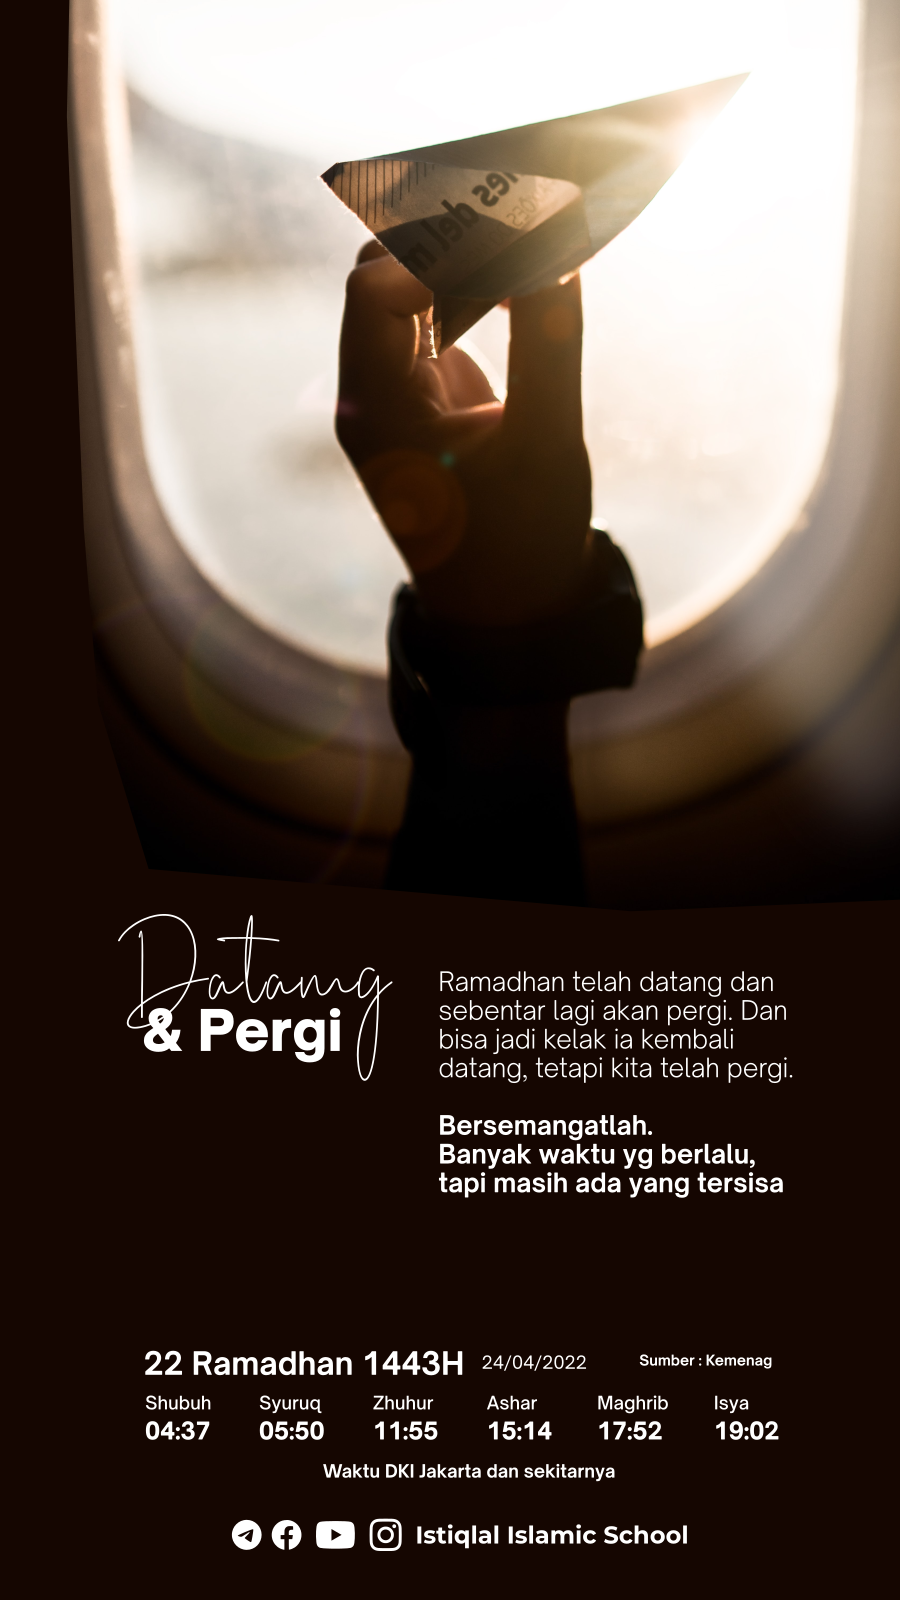 es del m
Datamg
& Pergi
Ramadhan telah datang dan
sebentar lagi akan pergi. Dan
bisa jadi kelak ia kembali
datang, tetapi kita telah pergi.
Bersemangatlah.
Banyak waktu yg berlalu,
tapi masih ada yang tersisa
22 Ramadhan 1443H 24/04/2022 Sumber : Kemenag
Shubuh Syuruq Zhuhur Ashar Maghrib Isya
04:37 05:50 11:55 15:14 17:52 19:02
Waktu DKI Jakarta dan sekitarnya
Istiqlal Islamic School